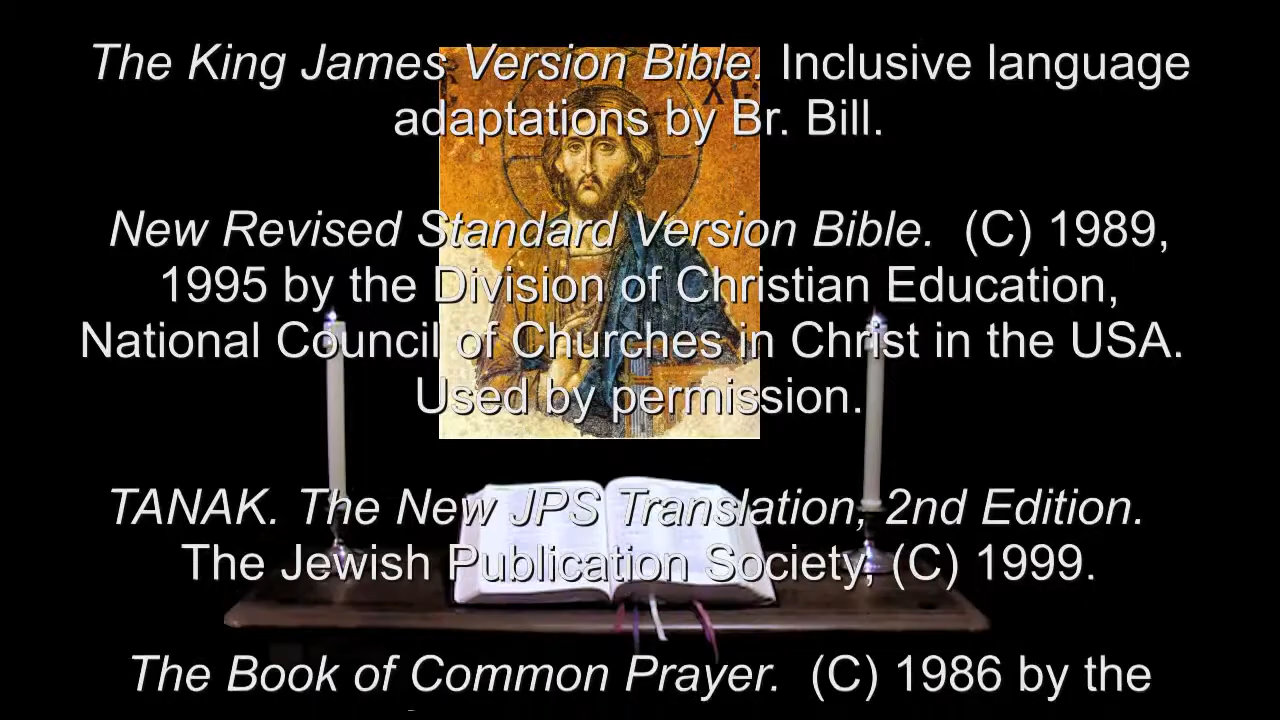 The King James Version Bible. Inclusive language
adaptations by Br. Bill.
New Revised Standard Version Bible. (C) 1989,
1995 by the Division of Christian Education,
National Council of Churches in Christ in the USA.
Used by permission.
TANAK. The New JPS Translation, 2nd Edition.
The Jewish Publication Society, (C) 1999.
The Book of Common Prayer. (C) 1986 by the